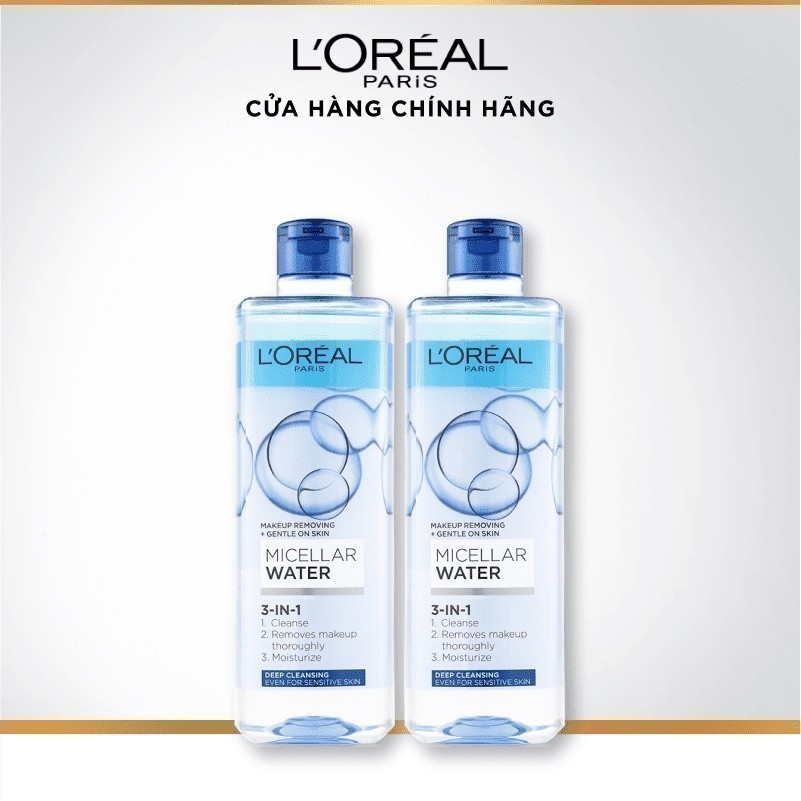 L'ORÉAL
PARiS
CỬA HÀNG CHÍNH HÃNG
L'ORÉAL
PARiS
MAKEUP REMOVING
+ GENTLE ON SKIN
MICELLAR
WATER
3-IN-1
1. Cleanse
2. Removes makeup
thoroughly
3. Moisturize
DEEP CLEANSING
EVEN FOR SENSITIVE SKIN
L'ORÉAL
PARiS
MAKEUP REMOVING
+ GENTLE ON SKIN
MICELLAR
WATER
3-IN-1
1. Cleanse
2. Removes makeup
thoroughly
3. Moisturize
DEEP CLEANSING
EVEN FOR SENSITIVE SKIN